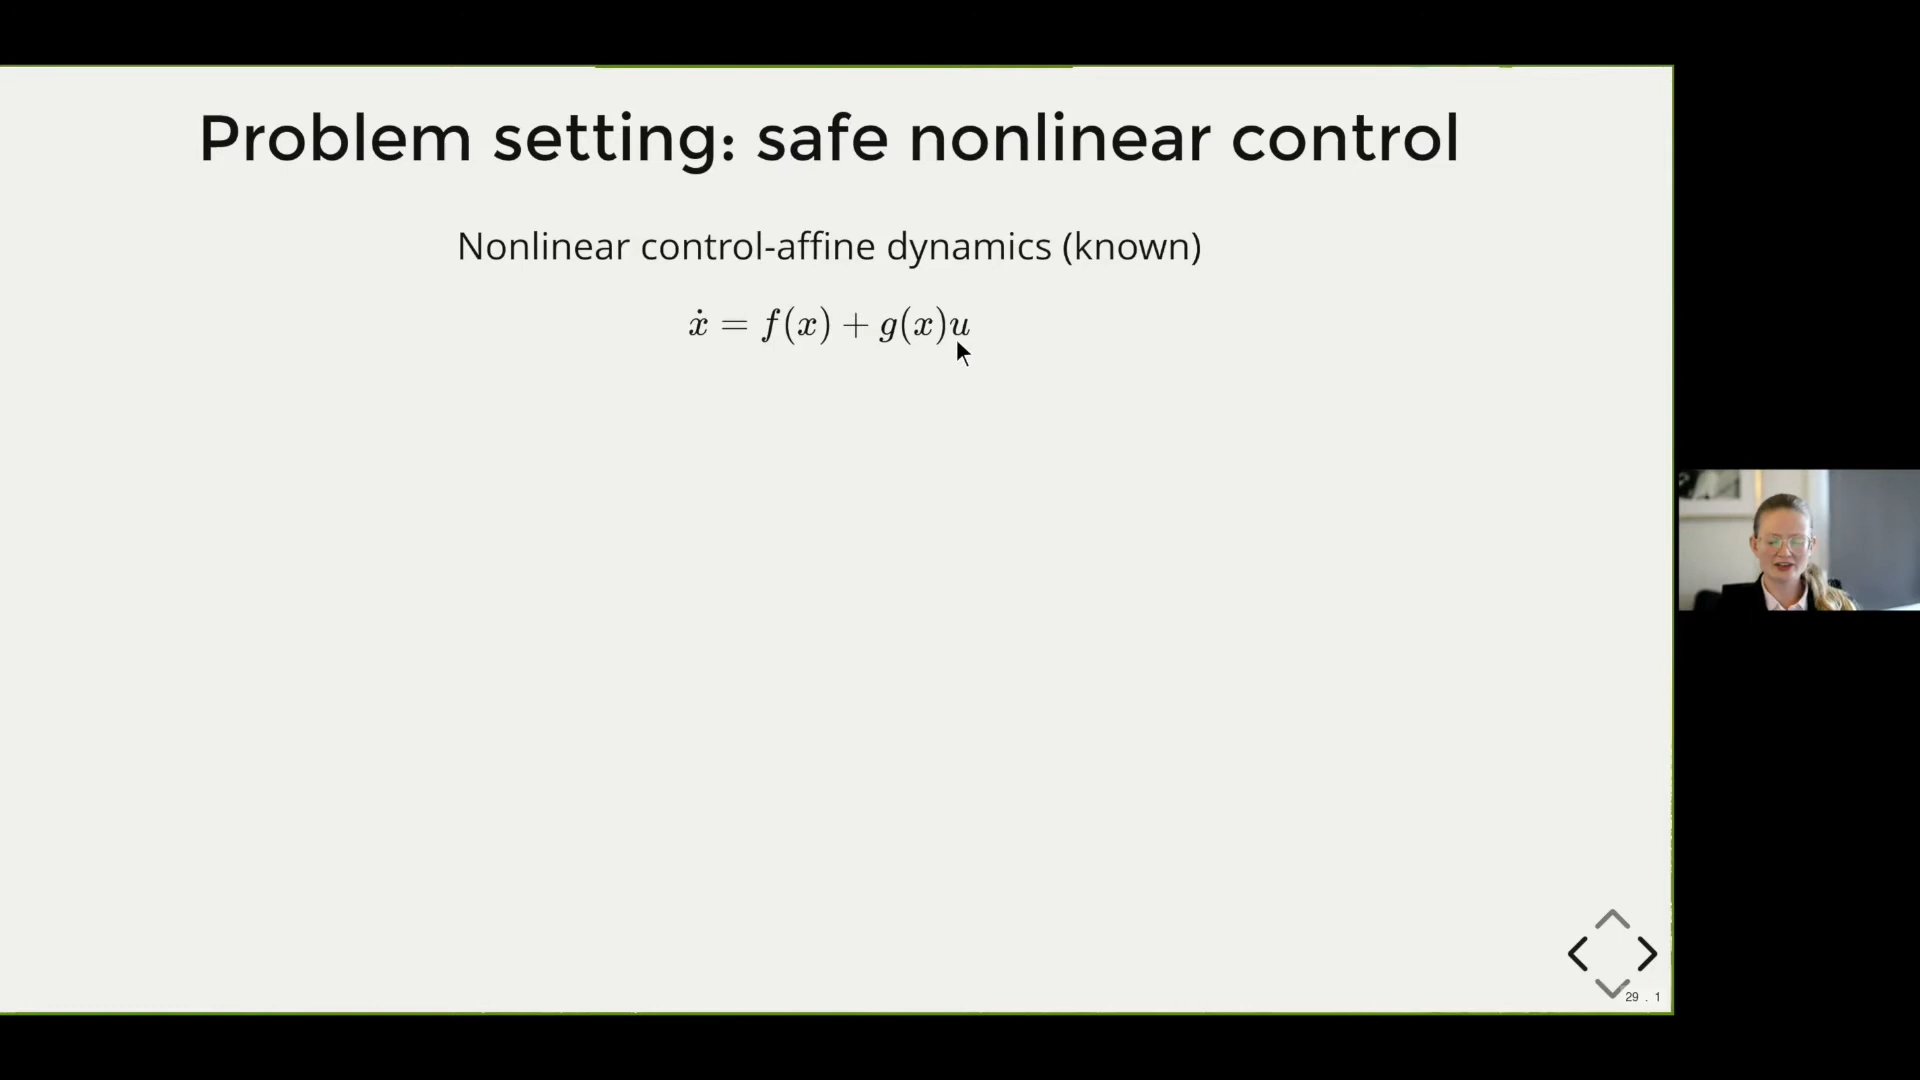 Problem setting: safe nonlinear control
Nonlinear control-affine dynamics (known)
ẋ = f(x) + g(x)u
29 . 1